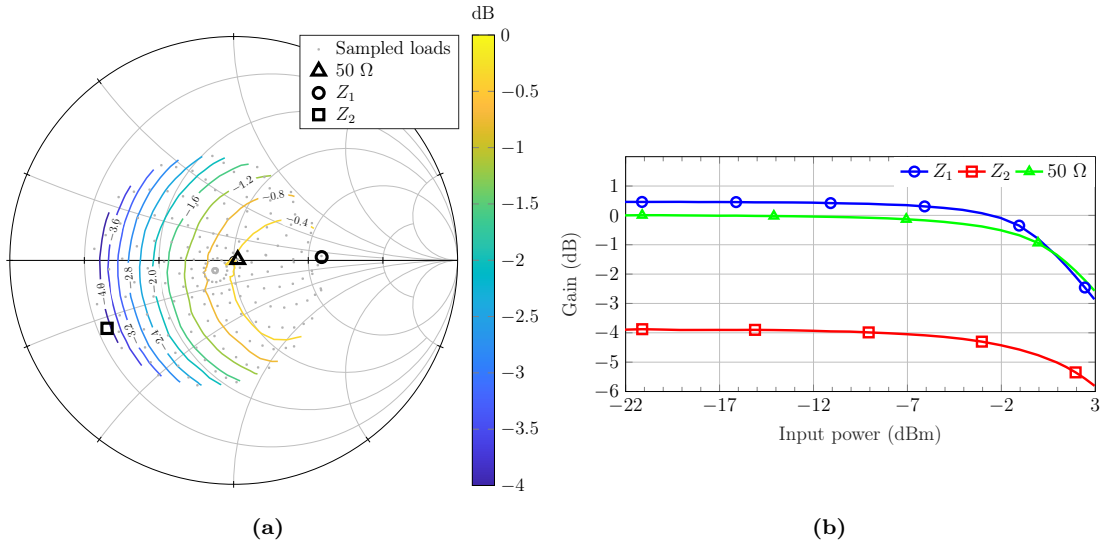 dB
Sampled loads
50 Ω
Z1
Z2
0
−0.5
−1
−1.5
−2
−2.5
−3
−3.5
−4
−1.2
−0.8
−0.4
−1.6
−3.6
−2.8
−2.0
−4.0
−3.2
−2.4
(a)
Z1 Z2 50 Ω
1
0
−1
−2
−3
−4
−5
−6
−22 −17 −12 −7 −2 3
Gain (dB)
Input power (dBm)
(b)